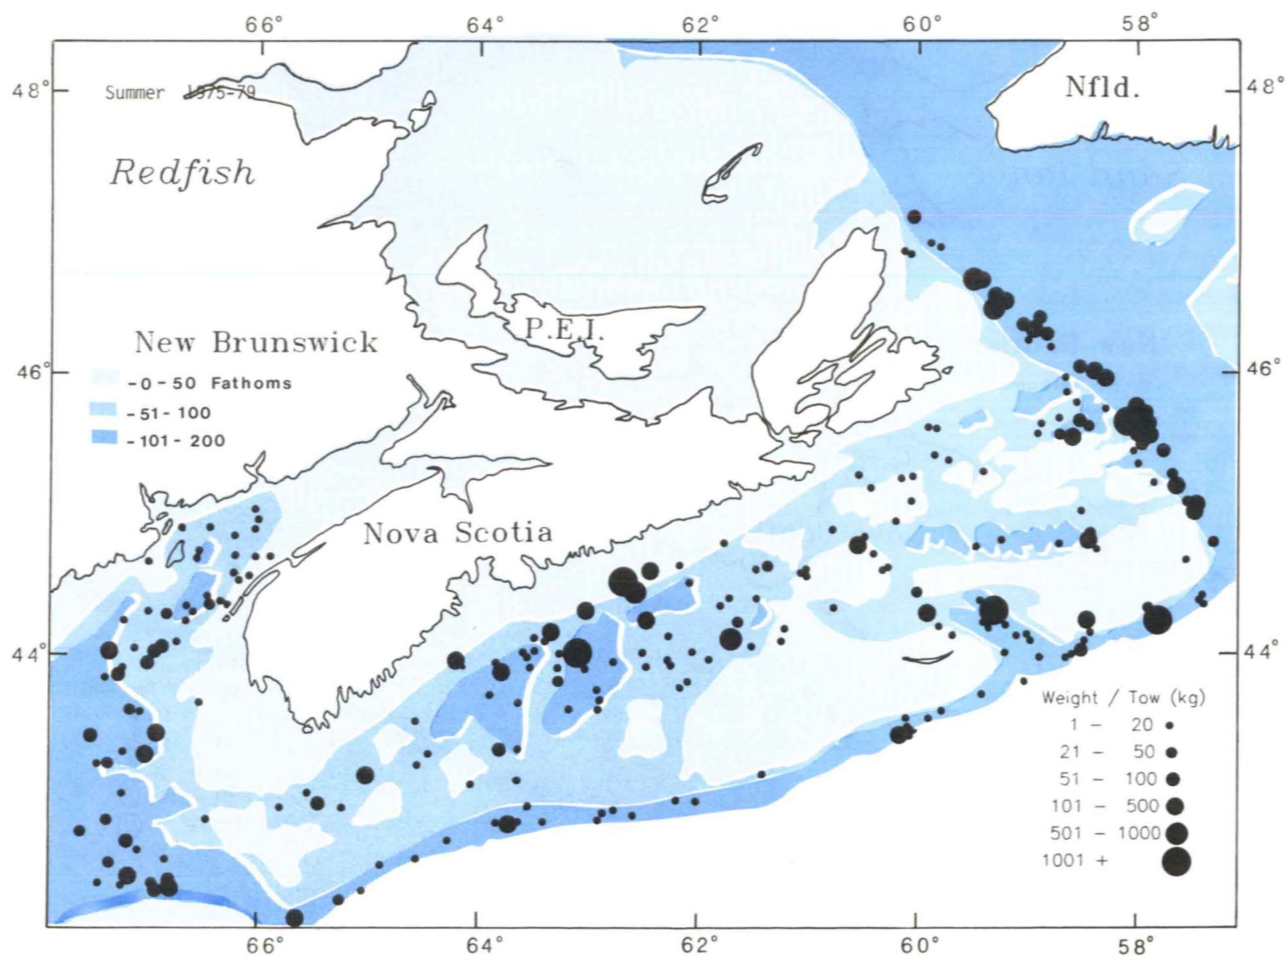 66° 64° 62° 60° 58°
48° 48°
Summer 1975-79
Nfld.
Redfish
P.E.I.
New Brunswick
46° 46°
-0-50 Fathoms
-51-100
-101-200
Nova Scotia
44° 44°
Weight / Tow (kg)
1 - 20
21 - 50
51 - 100
101 - 500
501 - 1000
1001 +
66° 64° 62° 60° 58°